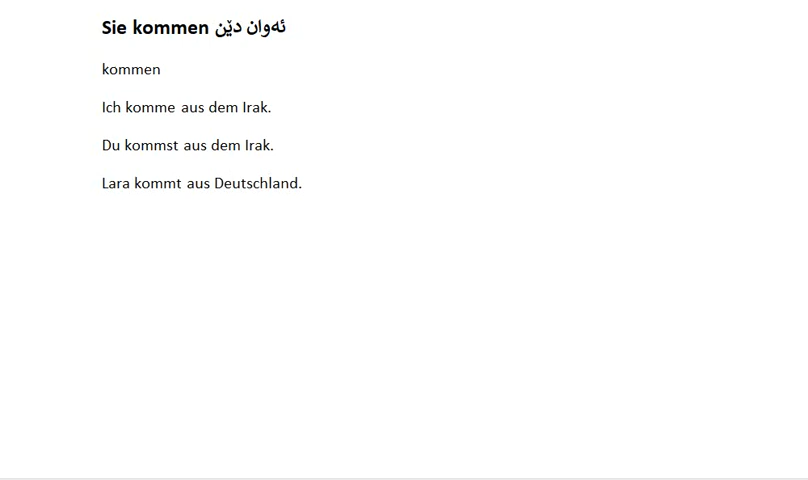 Sie kommen ئەوان دێن
kommen
Ich komme aus dem Irak.
Du kommst aus dem Irak.
Lara kommt aus Deutschland.